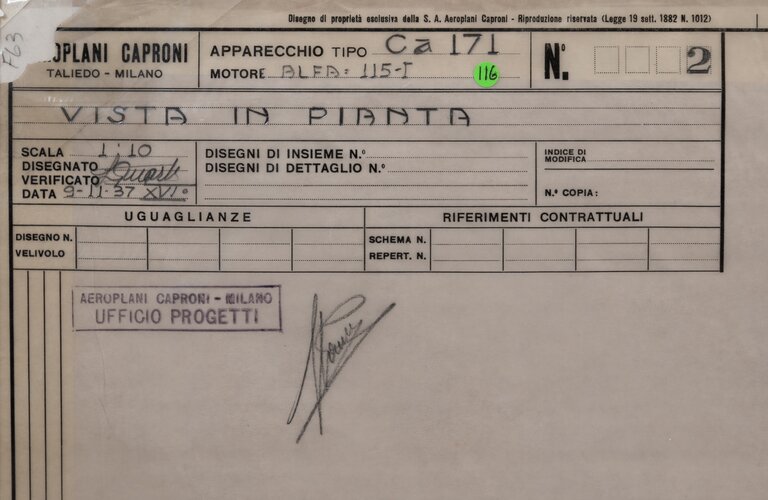 Disegno di proprietà esclusiva della S. A. Aeroplani Caproni - Riproduzione riservata (Legge 19 sett. 1882 N. 1012)
F63
OPLANI CAPRONI
TALIEDO - MILANO
APPARECCHIO TIPO Ca 171
MOTORE ALFA: 115-I
116
N. 2
VISTA IN PIANTA
SCALA 1:10
DISEGNATO
VERIFICATO
DATA 9-11-37 XVIº
DISEGNI DI INSIEME N.º
DISEGNI DI DETTAGLIO N.º
INDICE DI
MODIFICA
N.º COPIA:
UGUAGLIANZE
RIFERIMENTI CONTRATTUALI
DISEGNO N.
VELIVOLO
SCHEMA N.
REPERT. N.
AEROPLANI CAPRONI - MILANO
UFFICIO PROGETTI